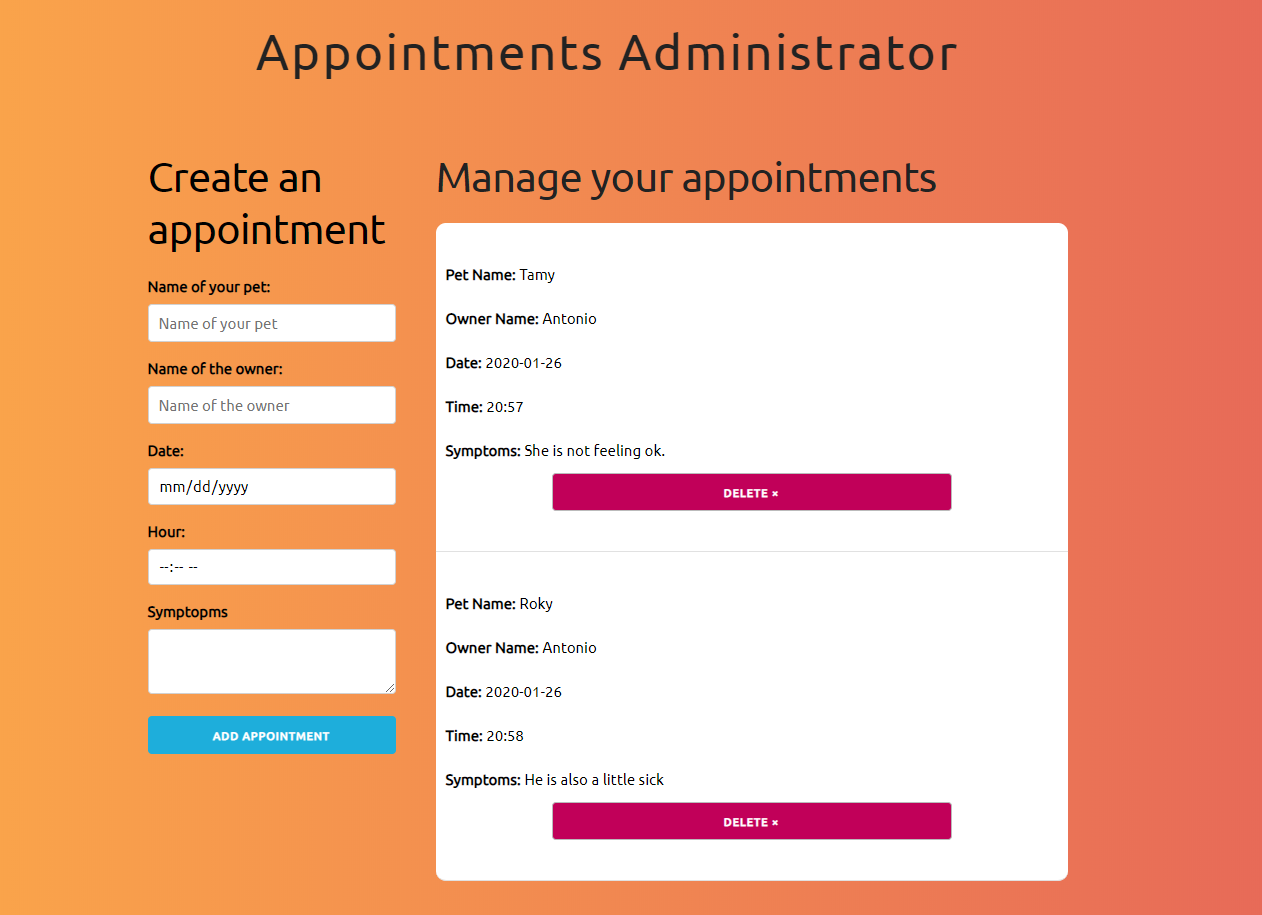 Appointments Administrator
Create an
appointment
Name of your pet:
Name of your pet
Name of the owner:
Name of the owner
Date:
mm/dd/yyyy
Hour:
--:-- --
Symptopms
ADD APPOINTMENT
Manage your appointments
Pet Name: Tamy
Owner Name: Antonio
Date: 2020-01-26
Time: 20:57
Symptoms: She is not feeling ok.
DELETE ×
Pet Name: Roky
Owner Name: Antonio
Date: 2020-01-26
Time: 20:58
Symptoms: He is also a little sick
DELETE ×